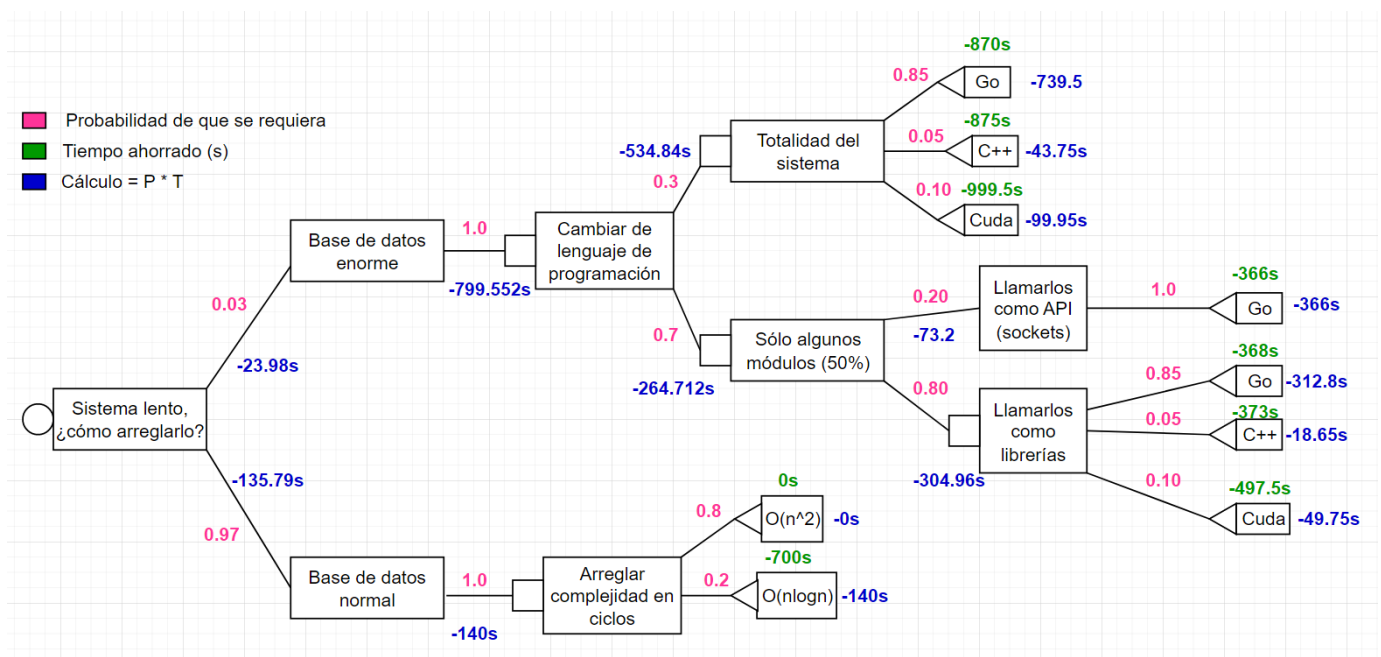 Probabilidad de que se requiera
Tiempo ahorrado (s)
Cálculo = P * T
Sistema lento,
¿cómo arreglarlo?
0.03
-23.98s
-135.79s
0.97
Base de datos
enorme
1.0
-799.552s
Cambiar de
lenguaje de
programación
0.3
-534.84s
Totalidad del
sistema
0.85
-870s
Go
-739.5
0.05
-875s
C++
-43.75s
0.10
-999.5s
Cuda
-99.95s
0.7
-264.712s
Sólo algunos
módulos (50%)
0.20
-73.2
Llamarlos
como API
(sockets)
1.0
-366s
Go
-366s
0.80
-304.96s
Llamarlos
como
librerías
0.85
-368s
Go
-312.8s
0.05
-373s
C++
-18.65s
0.10
-497.5s
Cuda
-49.75s
Base de datos
normal
1.0
-140s
Arreglar
complejidad en
ciclos
0.8
0s
O(n^2)
-0s
0.2
-700s
O(nlogn)
-140s